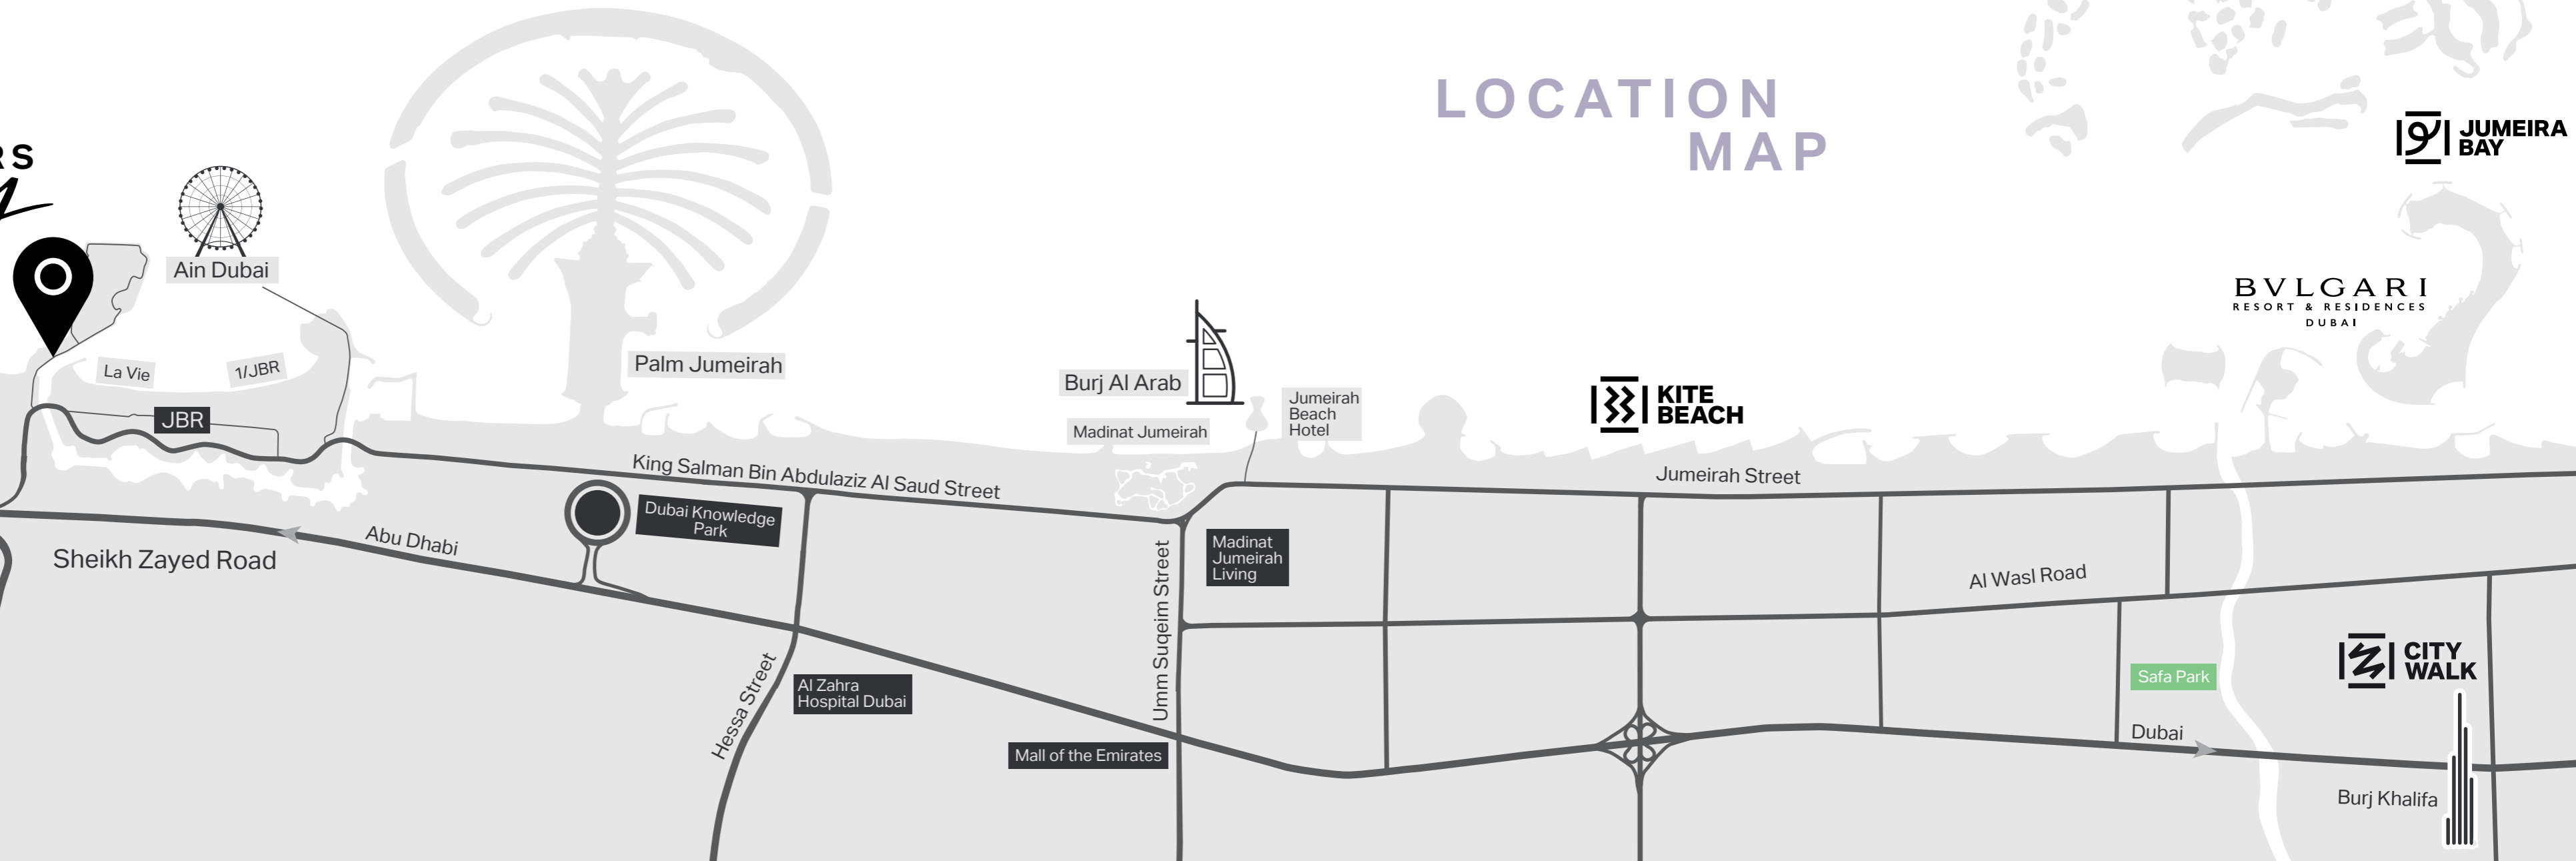 LOCATION
MAP
RS
JUMEIRA
BAY
Ain Dubai
BVLGARI
RESORT & RESIDENCES
DUBAI
La Vie
1/JBR
Palm Jumeirah
Burj Al Arab
JBR
Madinat Jumeirah
Jumeirah
Beach
Hotel
KITE
BEACH
King Salman Bin Abdulaziz Al Saud Street
Jumeirah Street
Dubai Knowledge
Park
Abu Dhabi
Sheikh Zayed Road
Madinat
Jumeirah
Living
Umm Suqeim Street
Al Wasl Road
Hessa Street
Al Zahra
Hospital Dubai
Mall of the Emirates
Safa Park
CITY
WALK
Dubai
Burj Khalifa